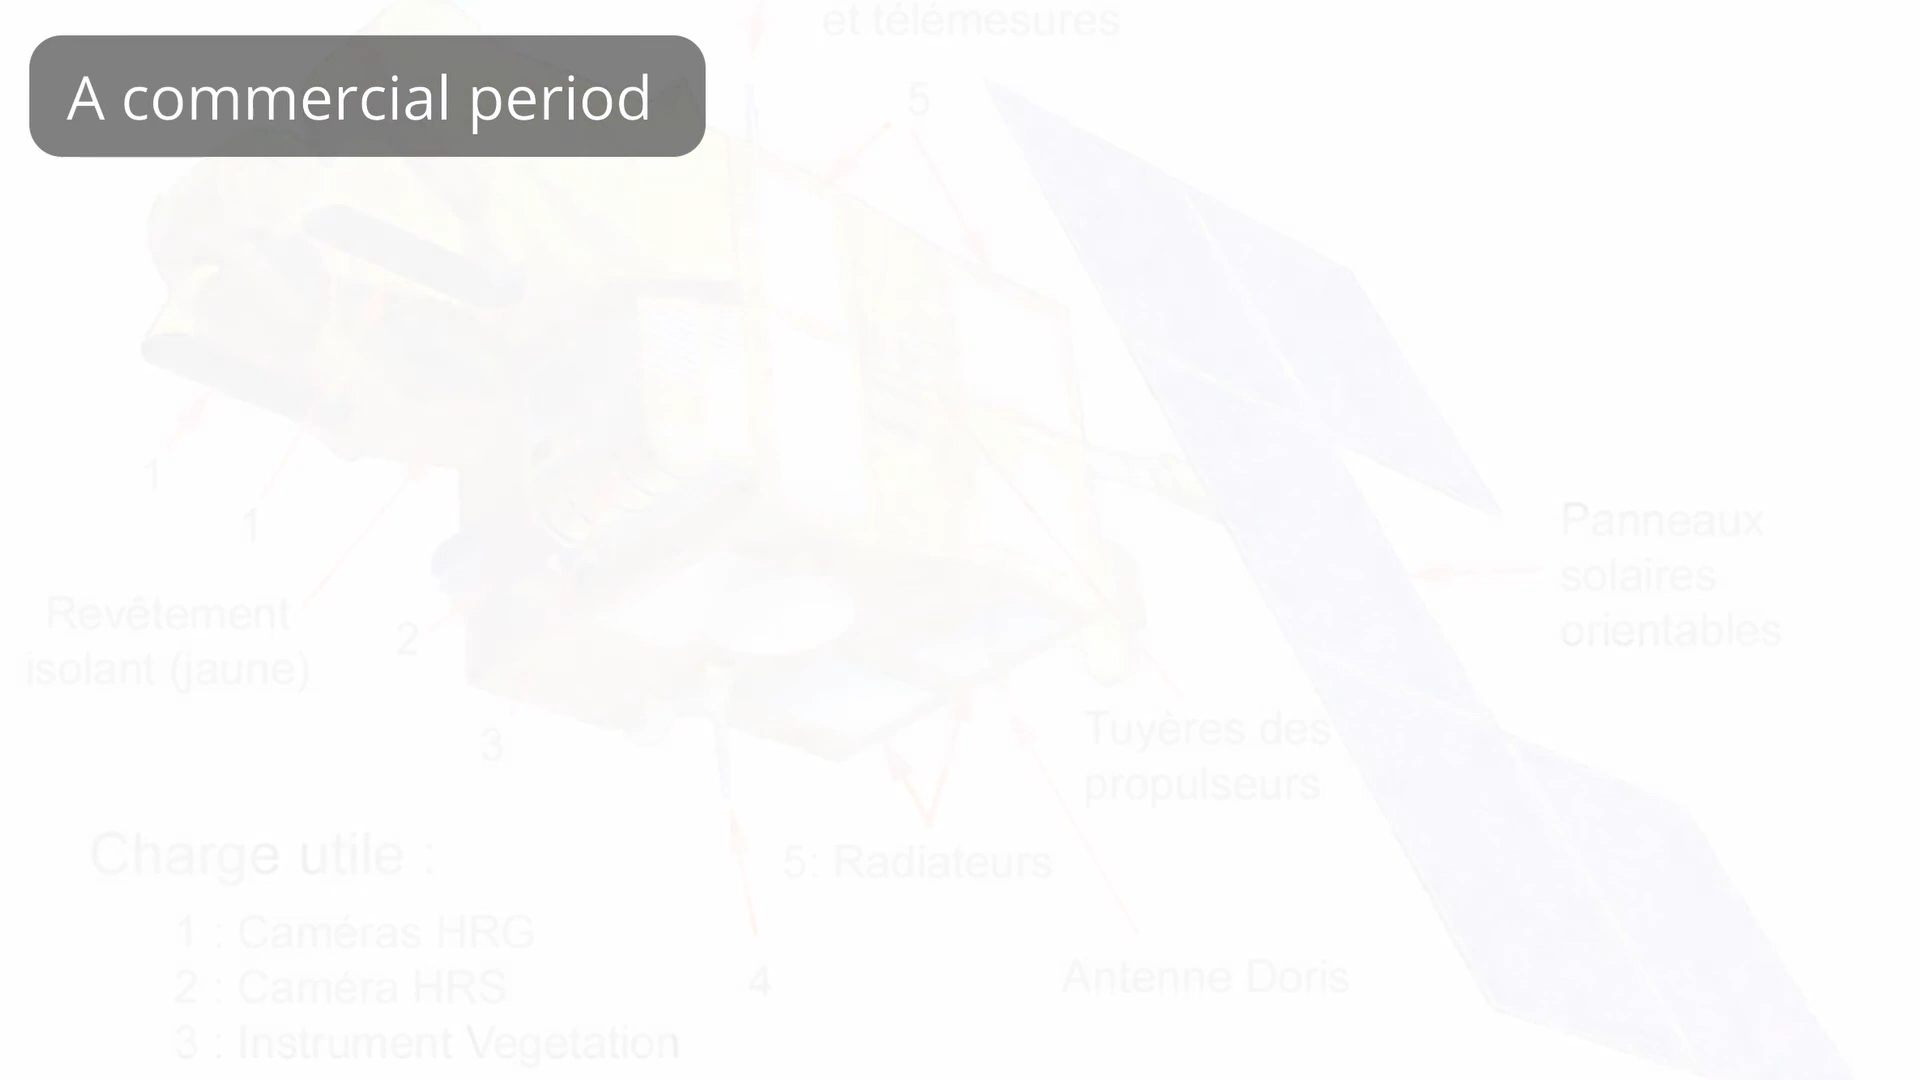 et télémesures
A commercial period
5
1
1
Revêtement
isolant (jaune)
2
3
Panneaux
solaires
orientables
Tuyères des
propulseurs
Charge utile :
5: Radiateurs
1 : Caméras HRG
2 : Caméra HRS
3 : Instrument Vegetation
4
Antenne Doris